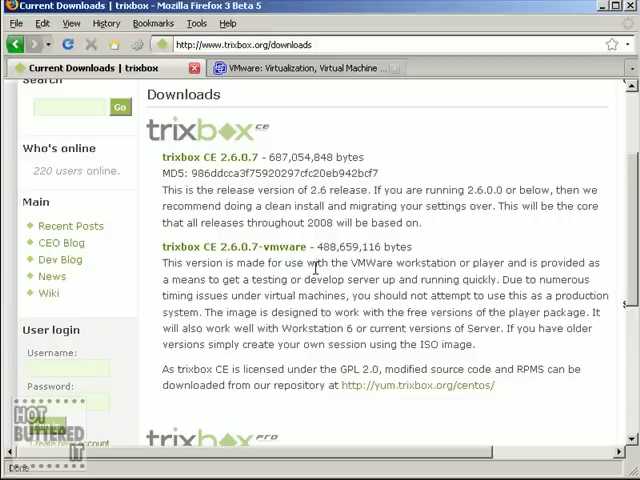 Current Downloads | trixbox - Mozilla Firefox 3 Beta 5
File Edit View History Bookmarks Tools Help
http://www.trixbox.org/downloads
Current Downloads | trixbox
VMware: Virtualization, Virtual Machine ...
Search
Go
Who's online
220 users online.
Main
Recent Posts
CEO Blog
Dev Blog
News
Wiki
User login
Username:
Password:
Create new account
HOT
BUTTERED
IT
Downloads
trixbox CE
trixbox CE 2.6.0.7 - 687,054,848 bytes
MD5: 986ddcca3f75920297cfc20eb942bcf7
This is the release version of 2.6 release. If you are running 2.6.0.0 or below, then we
recommend doing a clean install and migrating your settings over. This will be the core
that all releases throughout 2008 will be based on.
trixbox CE 2.6.0.7-vmware - 488,659,116 bytes
This version is made for use with the VMWare workstation or player and is provided as
a means to get a testing or develop server up and running quickly. Due to numerous
timing issues under virtual machines, you should not attempt to use this as a production
system. The image is designed to work with the free versions of the player package. It
will also work well with Workstation 6 or current versions of Server. If you have older
versions simply create your own session using the ISO image.
As trixbox CE is licensed under the GPL 2.0, modified source code and RPMS can be
downloaded from our repository at http://yum.trixbox.org/centos/
trixbox pro
Done